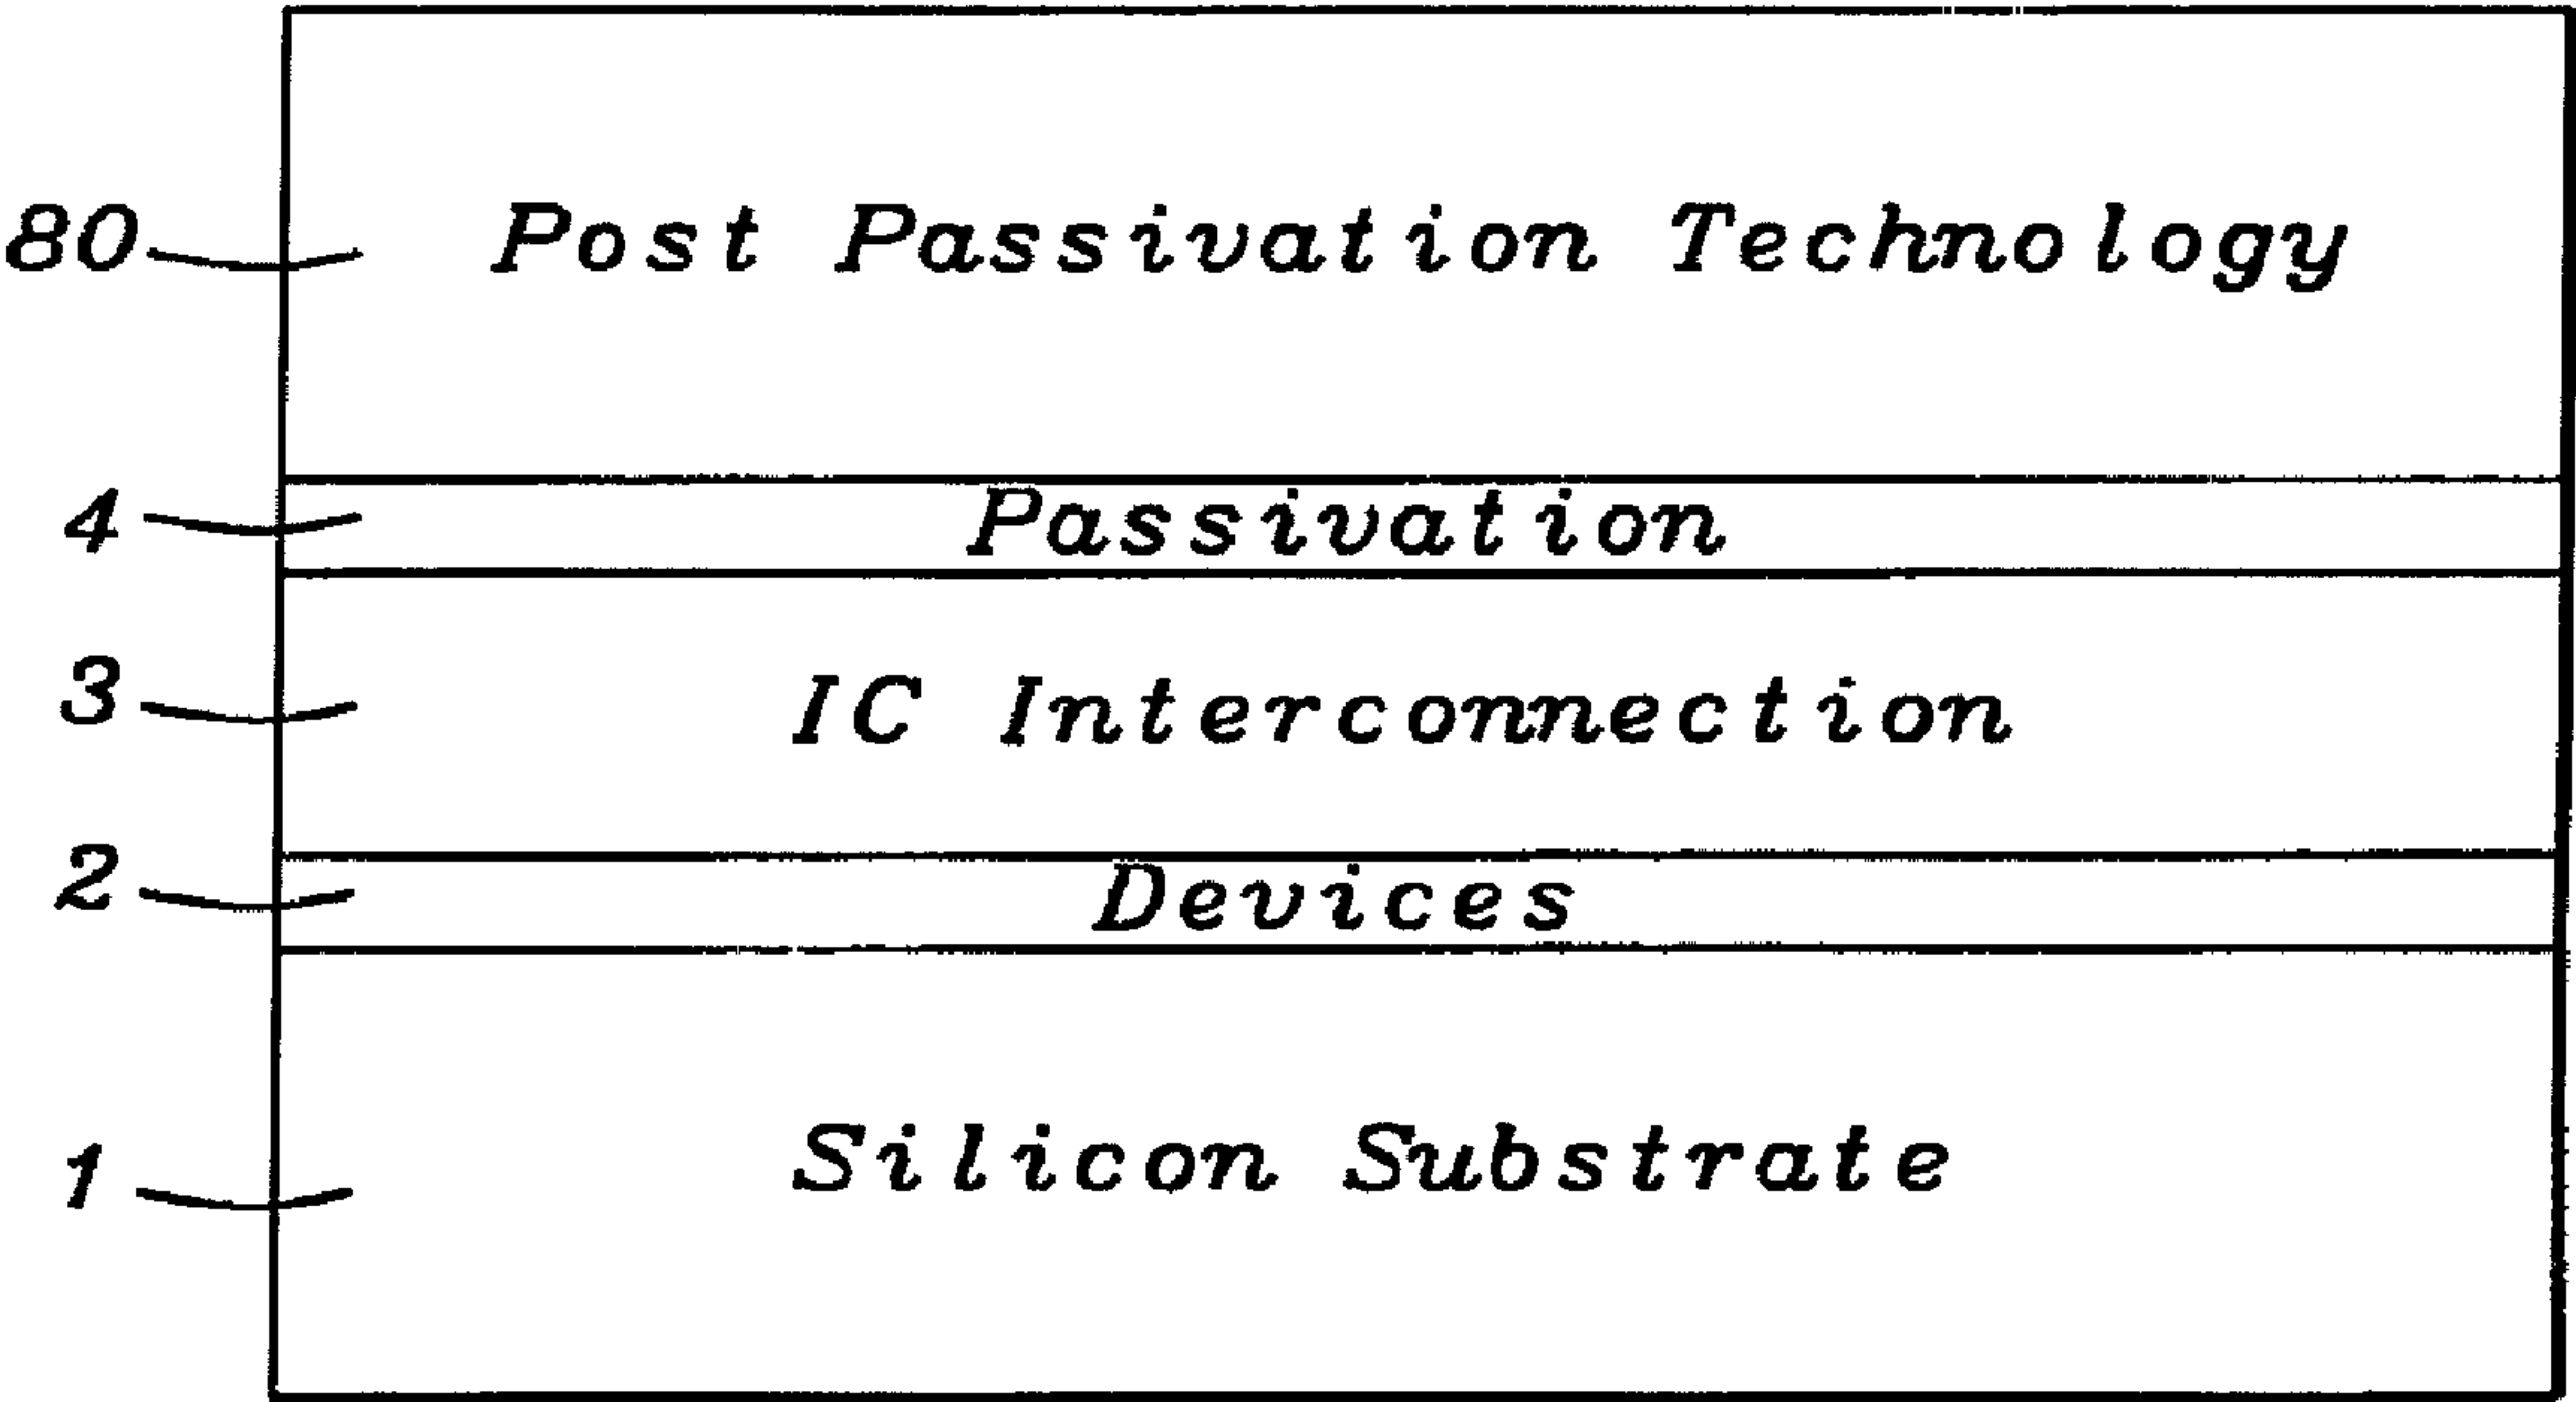 80 Post Passivation Technology
4 Passivation
3 IC Interconnection
2 Devices
1 Silicon Substrate